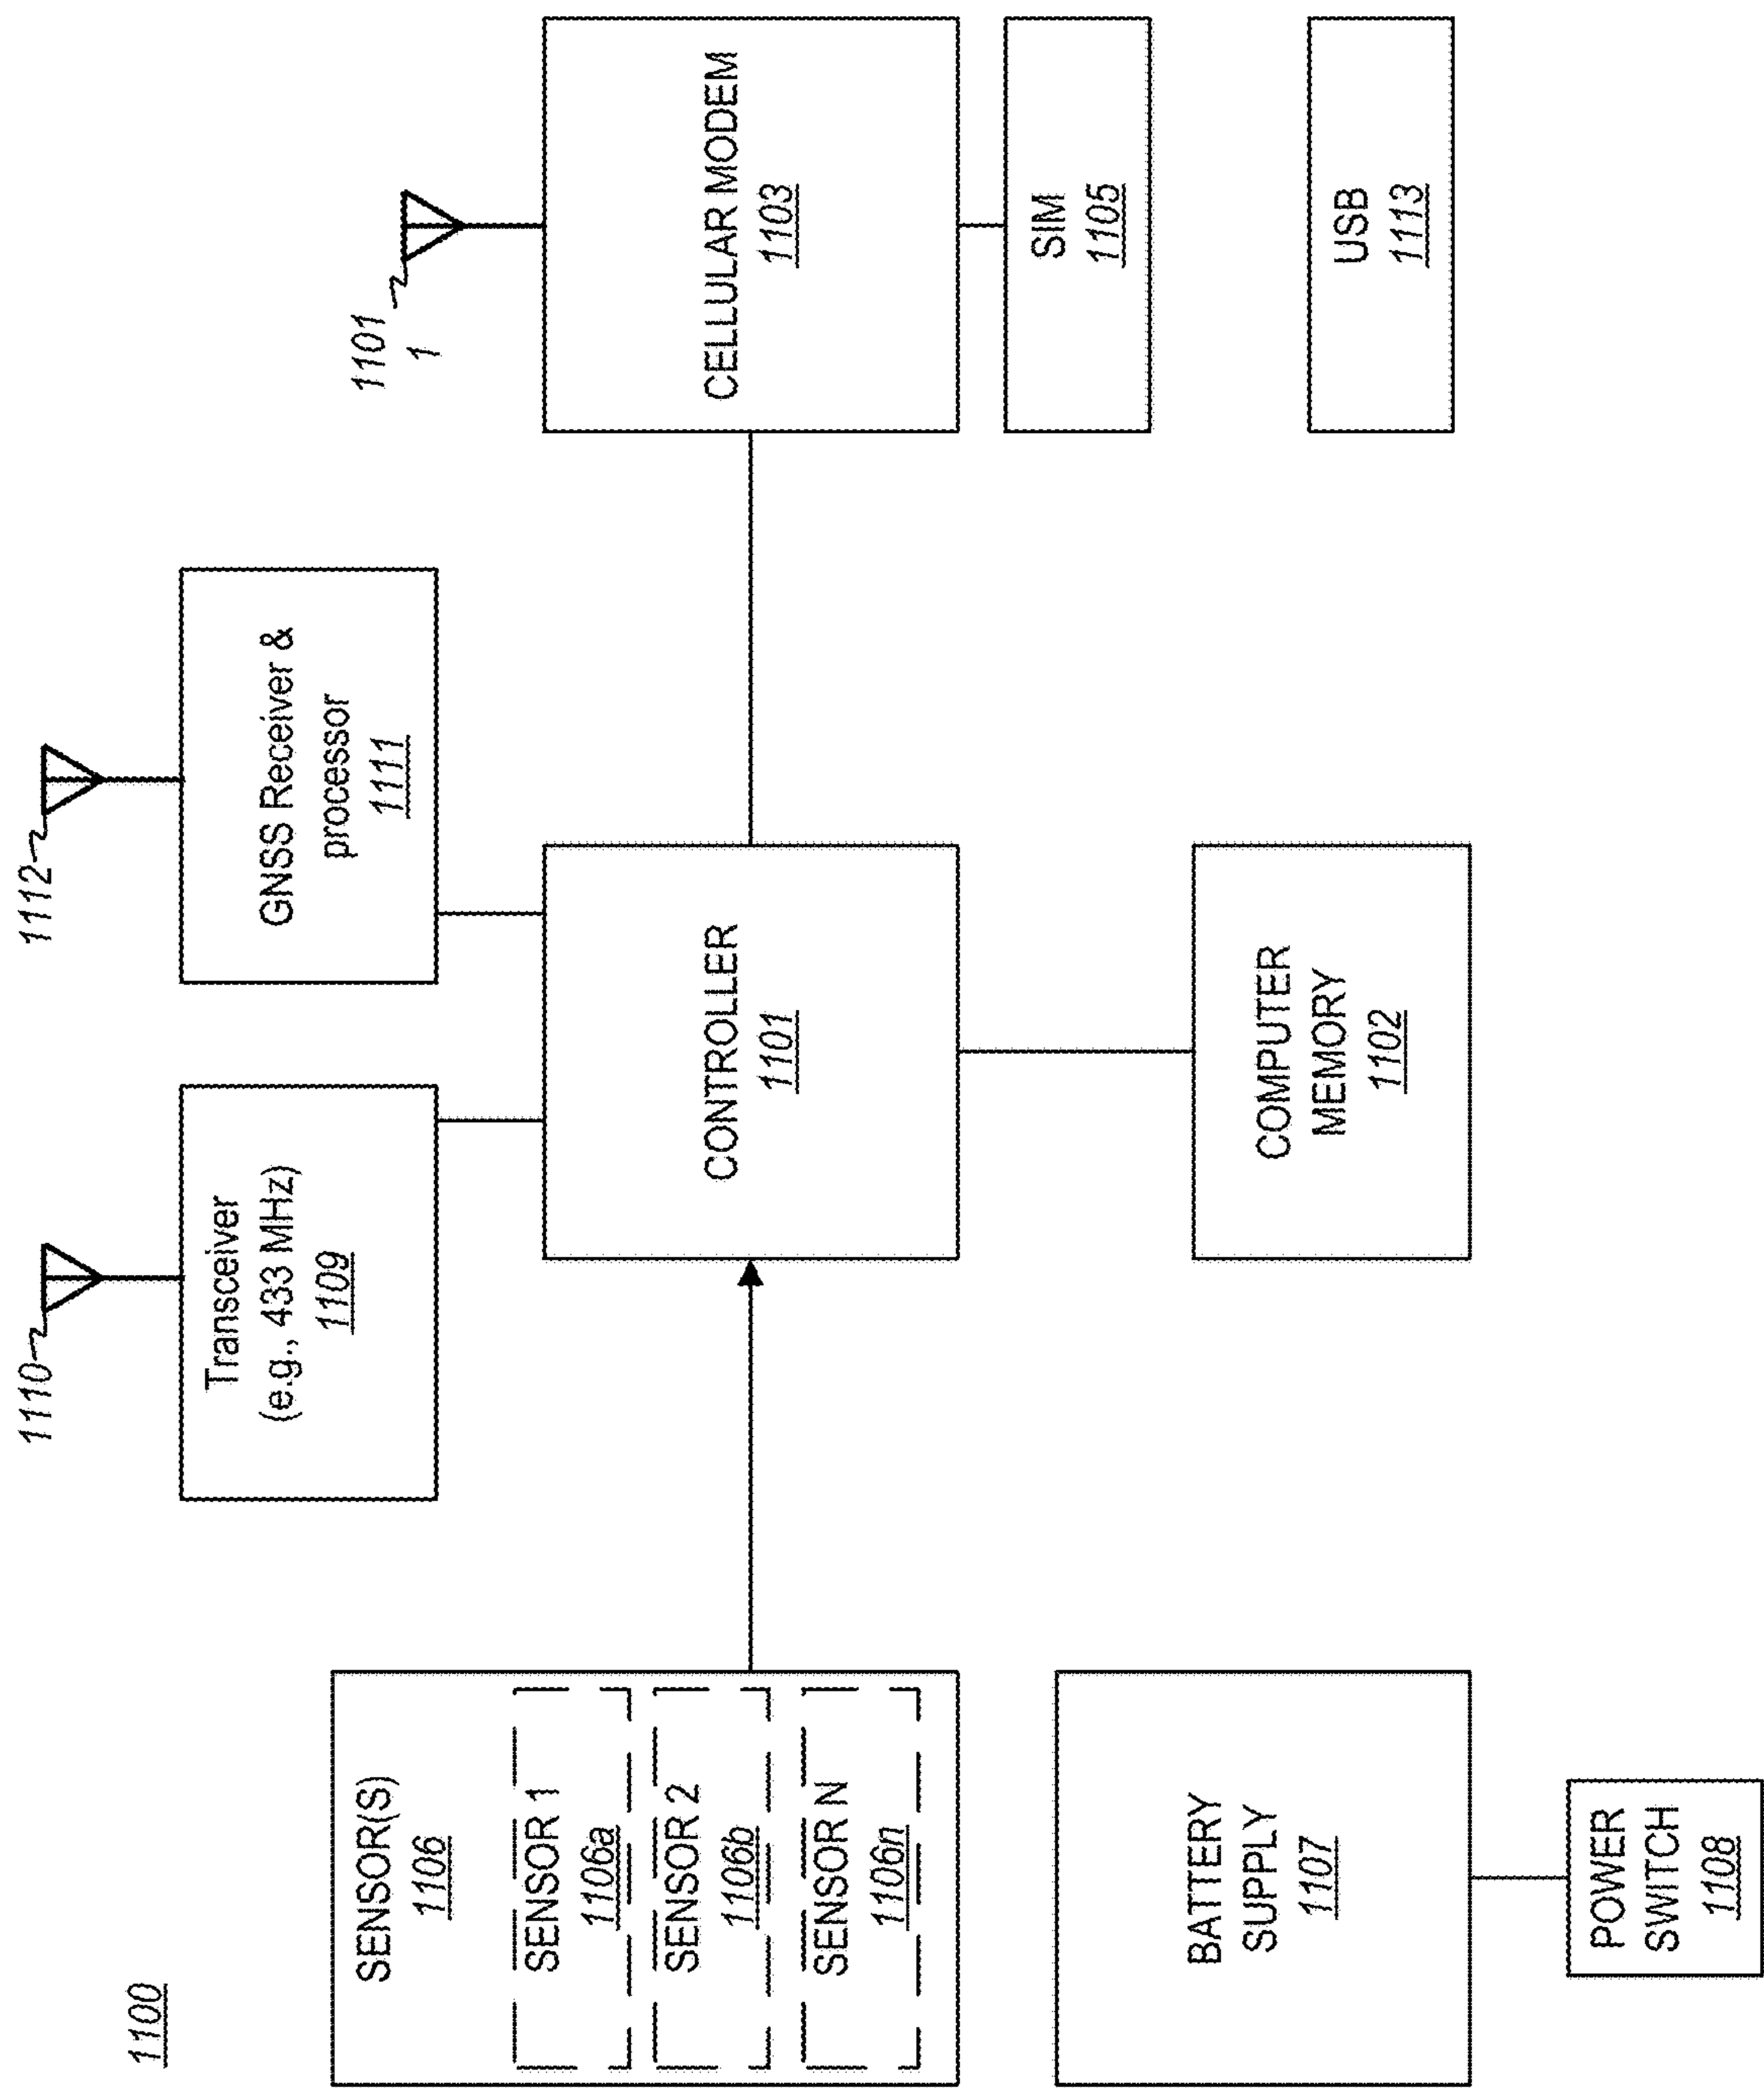 1100
1110
1112
Transceiver
(e.g., 433 MHz)
1109
GNSS Receiver &
processor
1111
1101
1
SENSOR(S)
1106
SENSOR 1
1106a
SENSOR 2
1106b
SENSOR N
1106n
CONTROLLER
1101
CELLULAR MODEM
1103
SIM
1105
BATTERY
SUPPLY
1107
COMPUTER
MEMORY
1102
USB
1113
POWER
SWITCH
1108